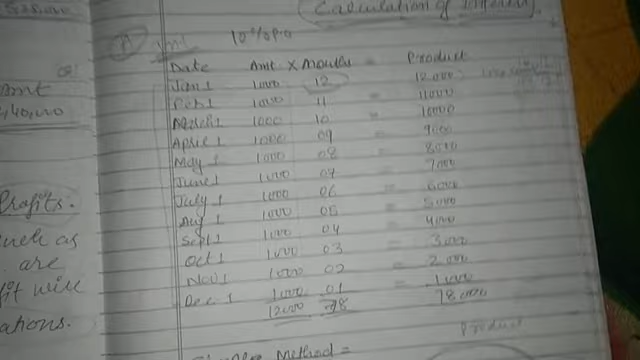 Calculation of Interest
A 10% p.a
Date Amt X Months = Product
Jan 1 1000 12 = 12000
Feb 1 1000 11 = 11000
March 1 1000 10 = 10000
Aprile 1 1000 09 = 9000
May 1 1000 08 = 8000
June 1 1000 07 = 7000
July 1 1000 06 = 6000
Aug 1 1000 05 = 5000
Sept 1 1000 04 = 4000
Oct 1 1000 03 = 3000
Nov 1 1000 02 = 2000
Dec. 1 1000 01 = 1000
12000 78 78000
Product
Method =
Amt
Profits.
such as
are
fit will
ations.